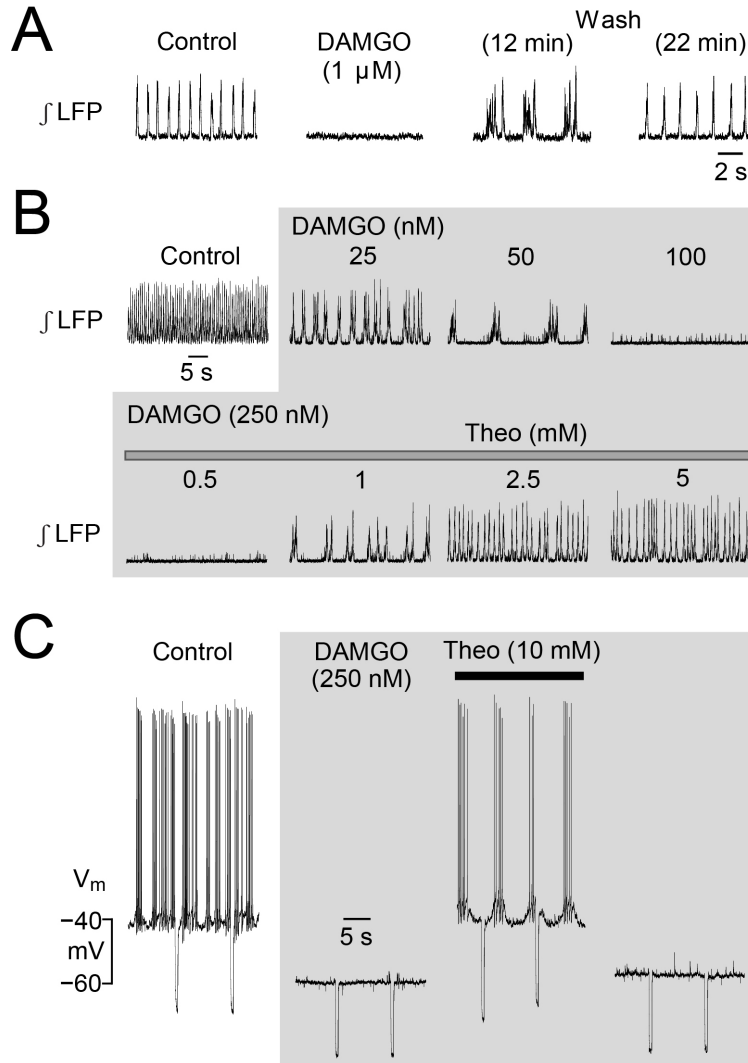 A
Control
DAMGO
(1 µM)
Wash
(12 min)
(22 min)
∫ LFP
2 s
B
DAMGO (nM)
Control
25
50
100
∫ LFP
5 s
DAMGO (250 nM)
Theo (mM)
0.5
1
2.5
5
∫ LFP
C
Control
DAMGO
(250 nM)
Theo (10 mM)
Vm
−40
mV
−60
5 s